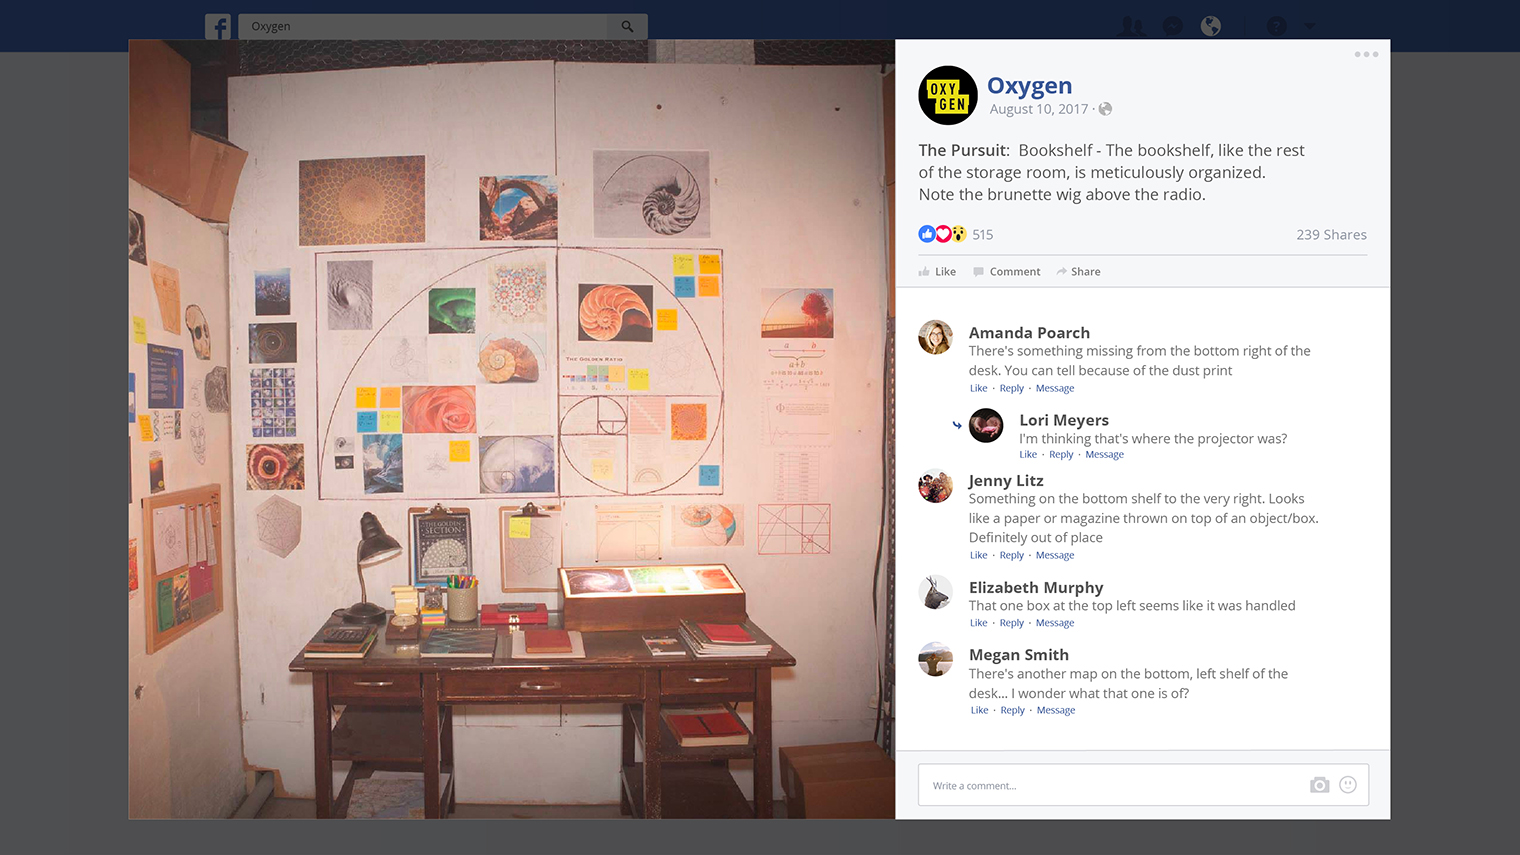 Oxygen
OXY
GEN
Oxygen
August 10, 2017 ·
The Pursuit: Bookshelf - The bookshelf, like the rest
of the storage room, is meticulously organized.
Note the brunette wig above the radio.
515
239 Shares
Like Comment Share
Amanda Poarch
There's something missing from the bottom right of the
desk. You can tell because of the dust print
Like · Reply · Message
Lori Meyers
I'm thinking that's where the projector was?
Like · Reply · Message
Jenny Litz
Something on the bottom shelf to the very right. Looks
like a paper or magazine thrown on top of an object/box.
Definitely out of place
Like · Reply · Message
Elizabeth Murphy
That one box at the top left seems like it was handled
Like · Reply · Message
Megan Smith
There's another map on the bottom, left shelf of the
desk... I wonder what that one is of?
Like · Reply · Message
Write a comment...
THE GOLDEN RATIO
a b
a+b
THE GOLDEN
SECTION